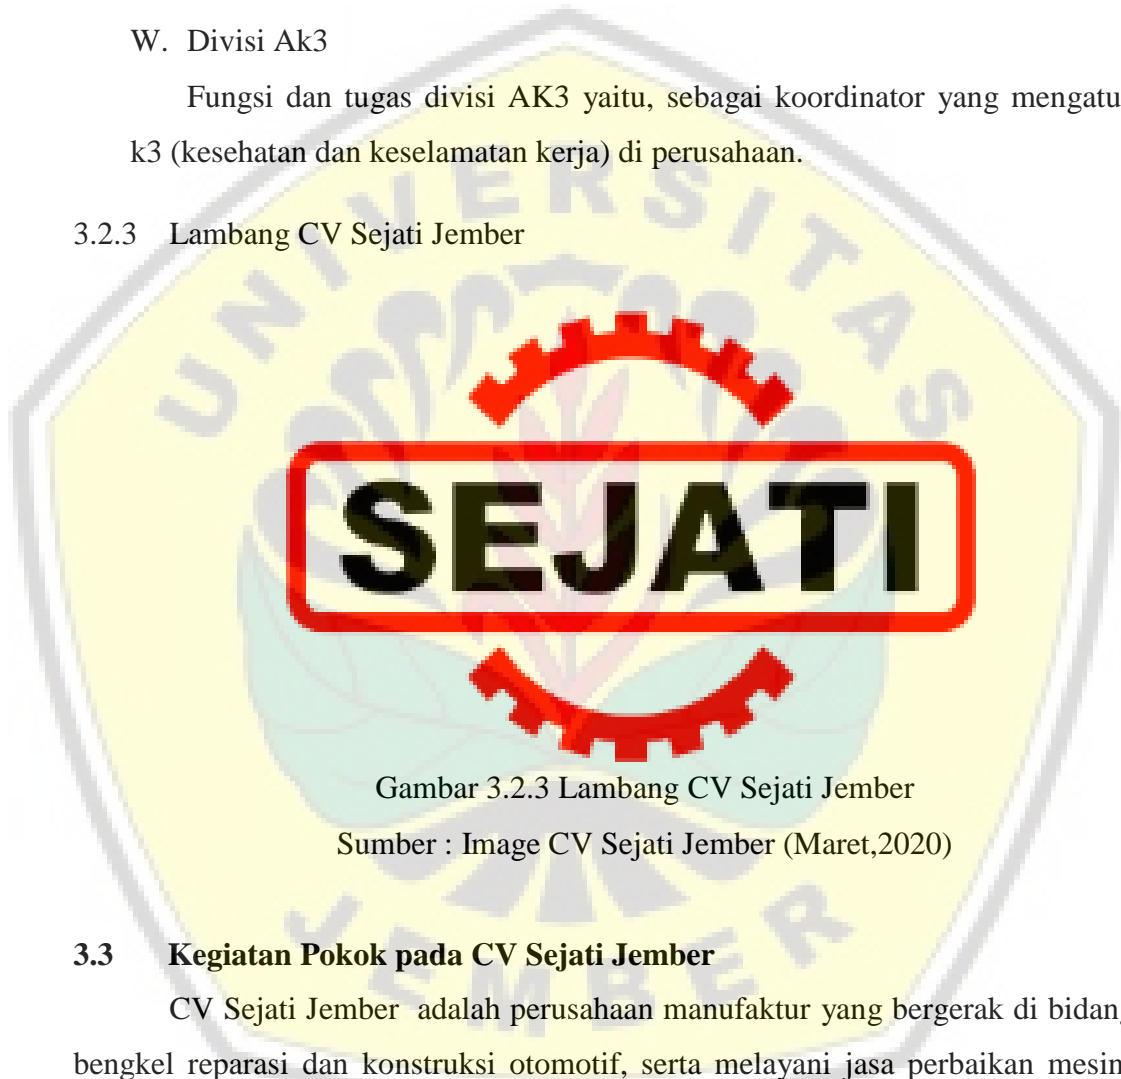 W. Divisi Ak3
Fungsi dan tugas divisi AK3 yaitu, sebagai koordinator yang mengatu
k3 (kesehatan dan keselamatan kerja) di perusahaan.
3.2.3 Lambang CV Sejati Jember
UNIVERSITAS
SEJATI
Gambar 3.2.3 Lambang CV Sejati Jember
Sumber : Image CV Sejati Jember (Maret,2020)
JEMBER
3.3 Kegiatan Pokok pada CV Sejati Jember
CV Sejati Jember adalah perusahaan manufaktur yang bergerak di bidang
bengkel reparasi dan konstruksi otomotif, serta melayani jasa perbaikan mesin